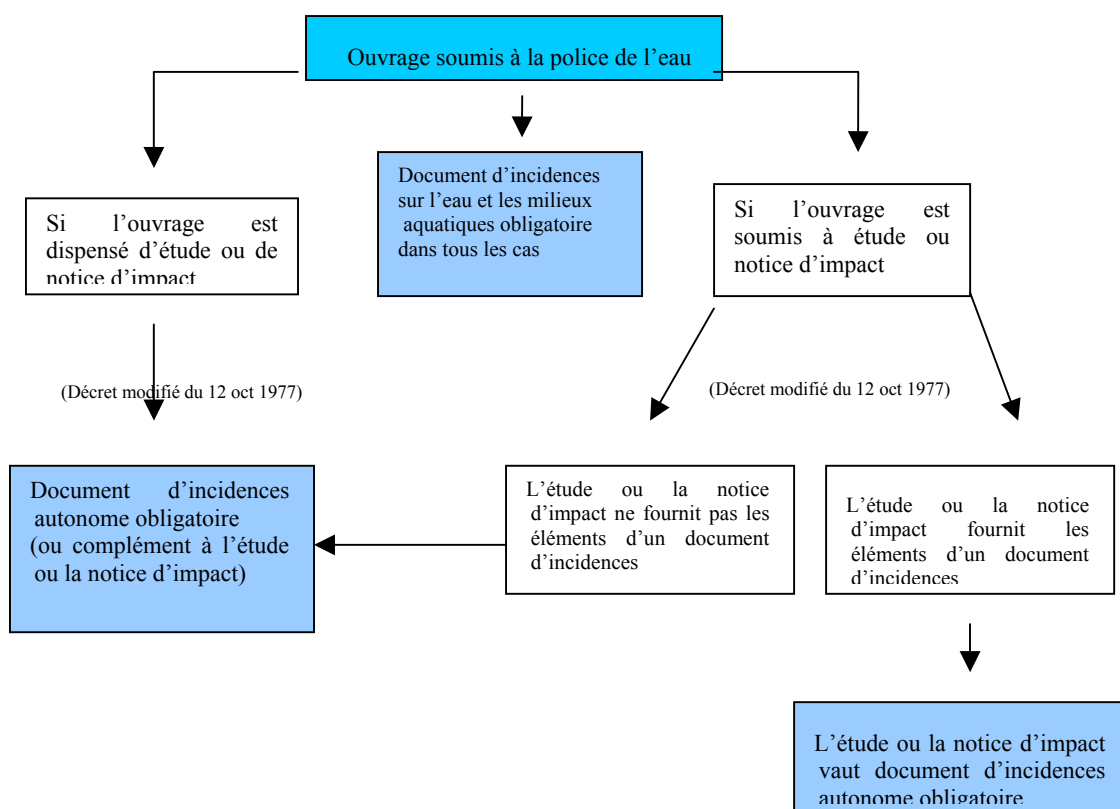 Ouvrage soumis à la police de l’eau
Document d’incidences
sur l’eau et les milieux
aquatiques obligatoire
dans tous les cas
Si l’ouvrage est
dispensé d’étude ou de
notice d’impact
Si l’ouvrage est
soumis à étude ou
notice d’impact
(Décret modifié du 12 oct 1977)
(Décret modifié du 12 oct 1977)
Document d’incidences
autonome obligatoire
(ou complément à l’étude
ou la notice d’impact)
L’étude ou la notice
d’impact ne fournit pas les
éléments d’un document
d’incidences
L’étude ou la notice
d’impact fournit les
éléments d’un document
d’incidences
L’étude ou la notice d’impact
vaut document d’incidences
autonome obligatoire